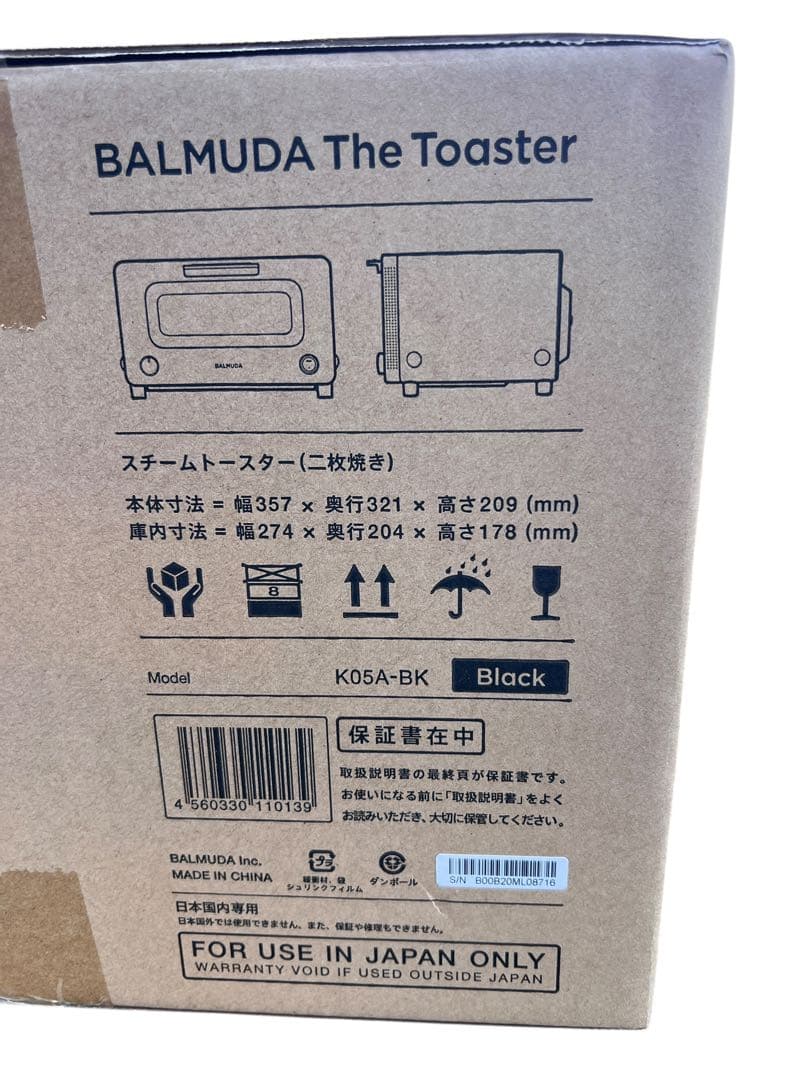 BALMUDA The Toaster
BALMUDA
スチームトースター(二枚焼き)
本体寸法 = 幅357 × 奥行321 × 高さ209 (mm)
庫内寸法 = 幅274 × 奥行204 × 高さ178 (mm)
8
Model K05A-BK Black
4 560330 110139
保証書在中
取扱説明書の最終頁が保証書です。
お使いになる前に「取扱説明書」をよく
お読みいただき、大切に保管してください。
BALMUDA Inc.
MADE IN CHINA
プラ
緩衝材、袋
シュリンクフィルム
ダンボール
S/N B00B20ML08716
日本国内専用
日本国外では使用できません、また、保証や修理もできません。
FOR USE IN JAPAN ONLY
WARRANTY VOID IF USED OUTSIDE JAPAN